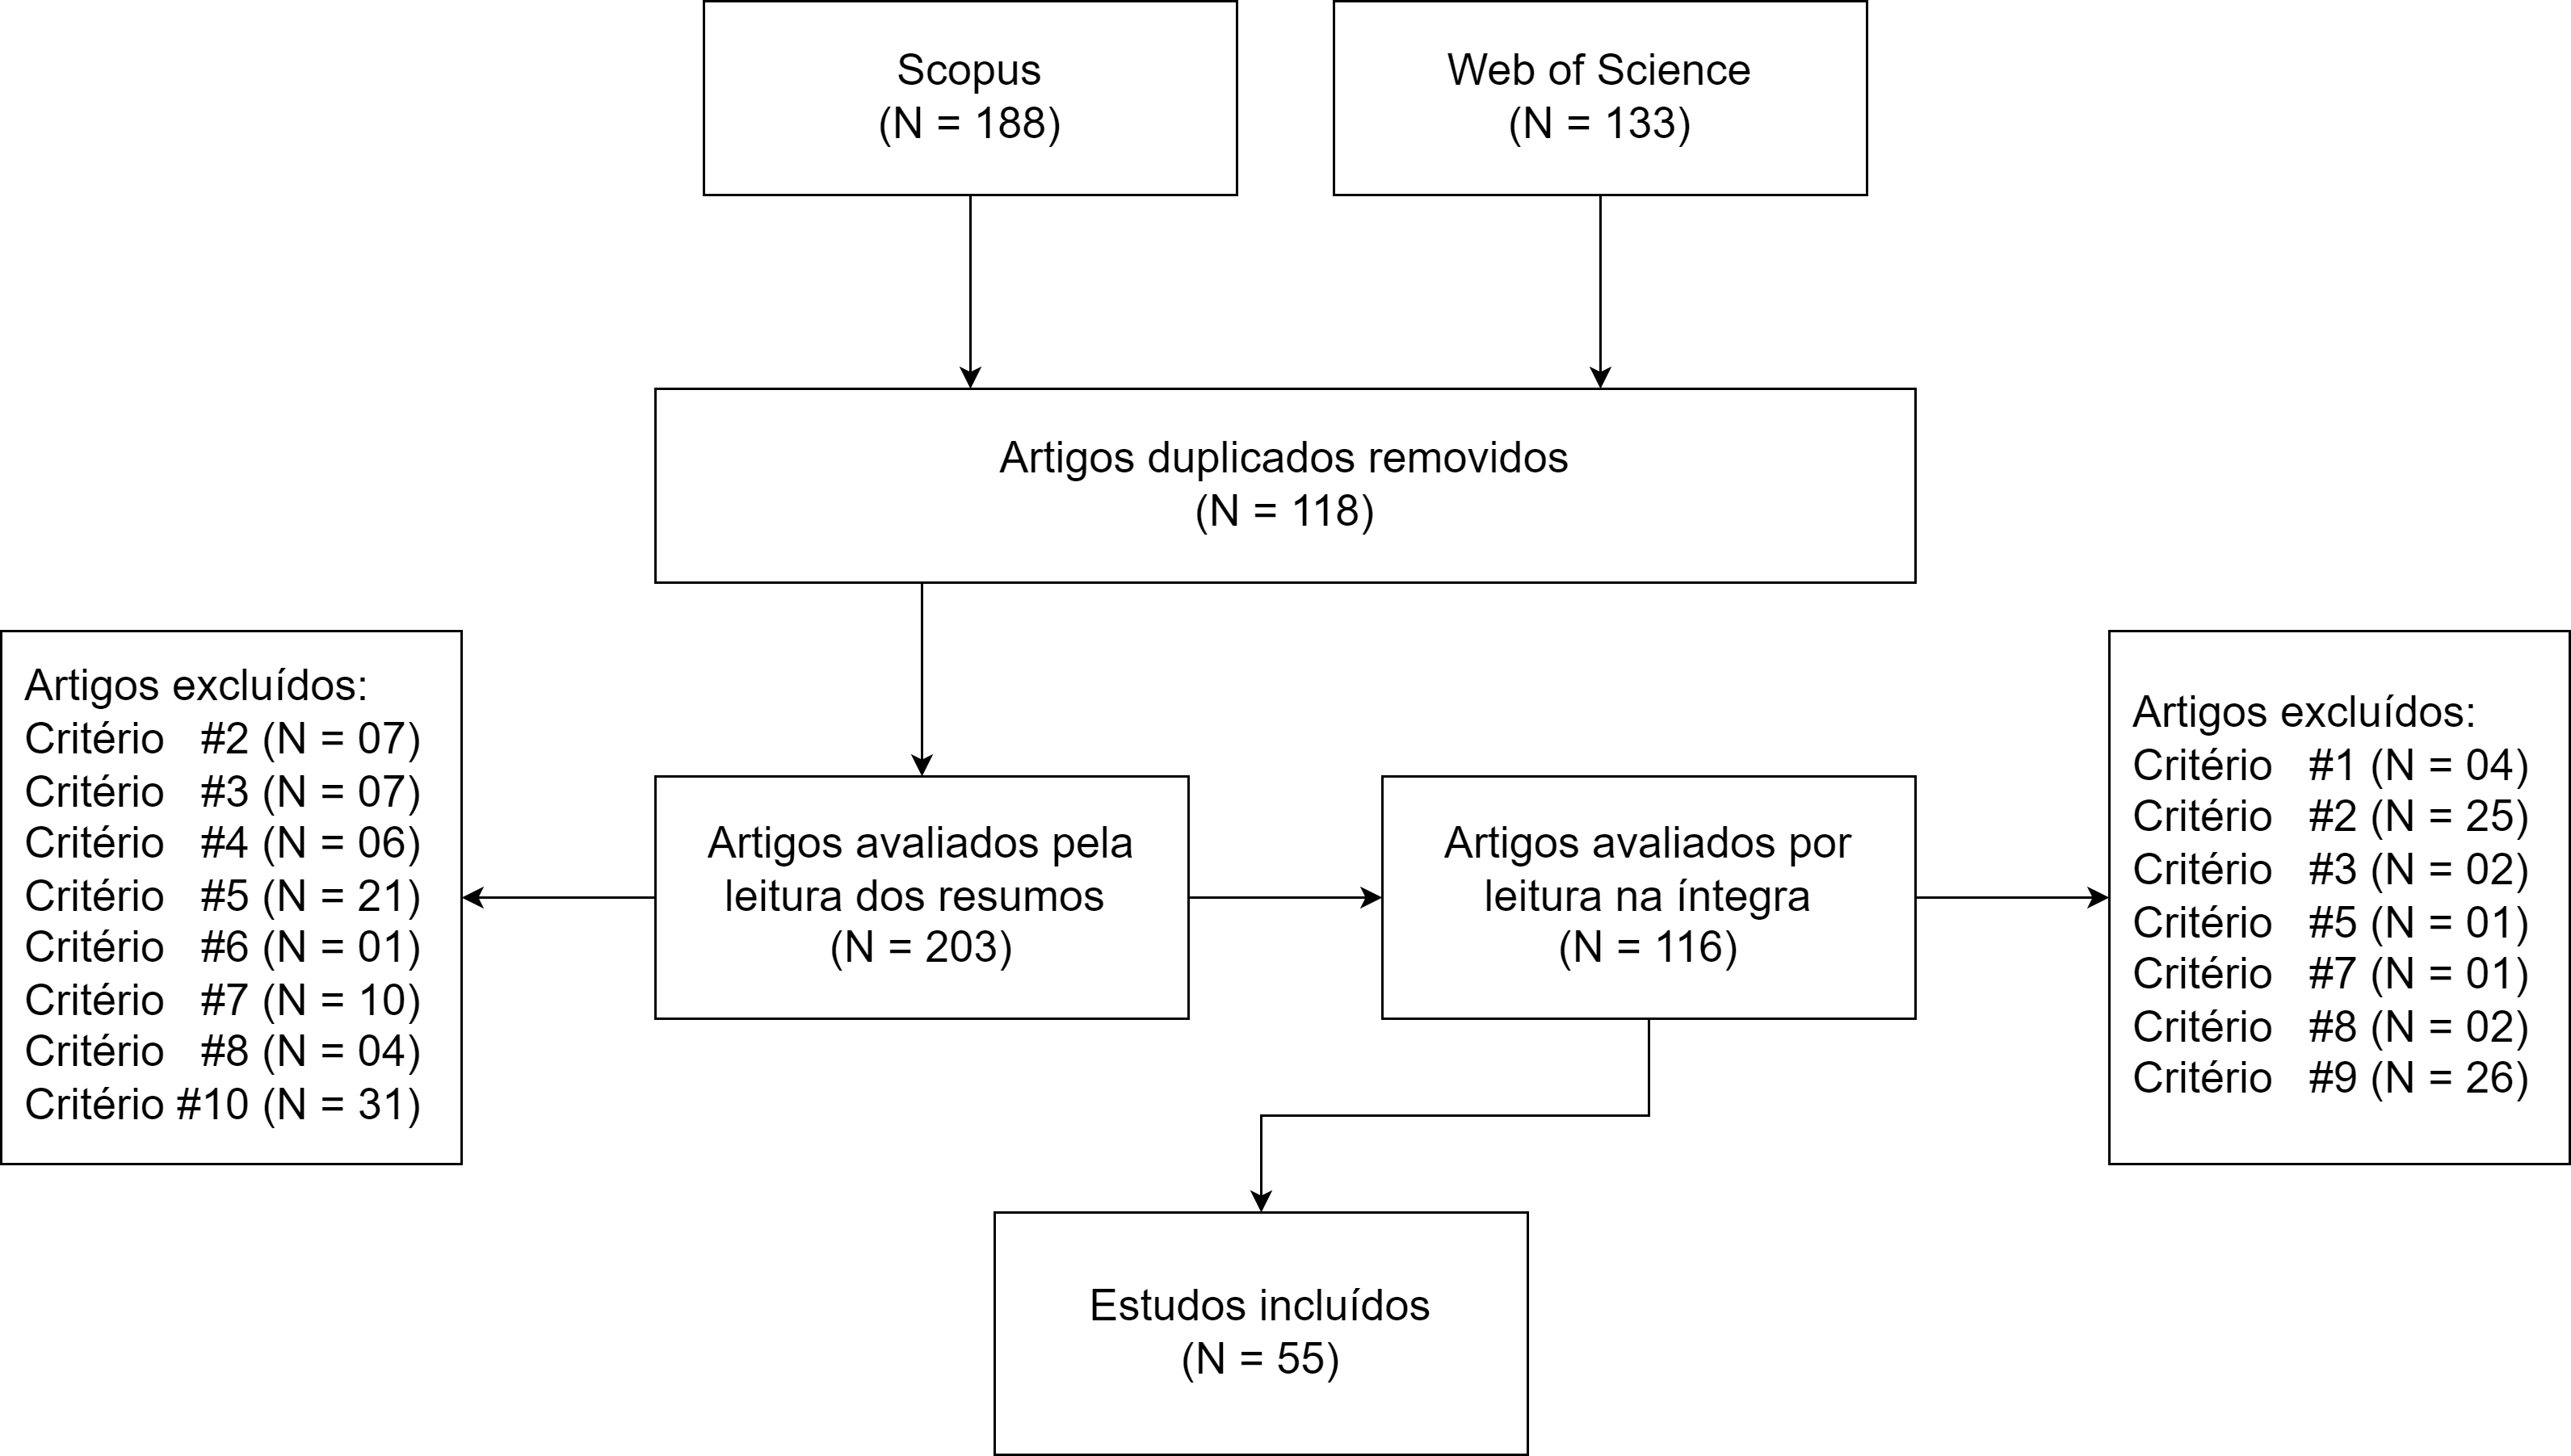 Scopus
(N = 188)
Web of Science
(N = 133)
Artigos duplicados removidos
(N = 118)
Artigos excluídos:
Critério #2 (N = 07)
Critério #3 (N = 07)
Critério #4 (N = 06)
Critério #5 (N = 21)
Critério #6 (N = 01)
Critério #7 (N = 10)
Critério #8 (N = 04)
Critério #10 (N = 31)
Artigos avaliados pela
leitura dos resumos
(N = 203)
Artigos avaliados por
leitura na íntegra
(N = 116)
Artigos excluídos:
Critério #1 (N = 04)
Critério #2 (N = 25)
Critério #3 (N = 02)
Critério #5 (N = 01)
Critério #7 (N = 01)
Critério #8 (N = 02)
Critério #9 (N = 26)
Estudos incluídos
(N = 55)